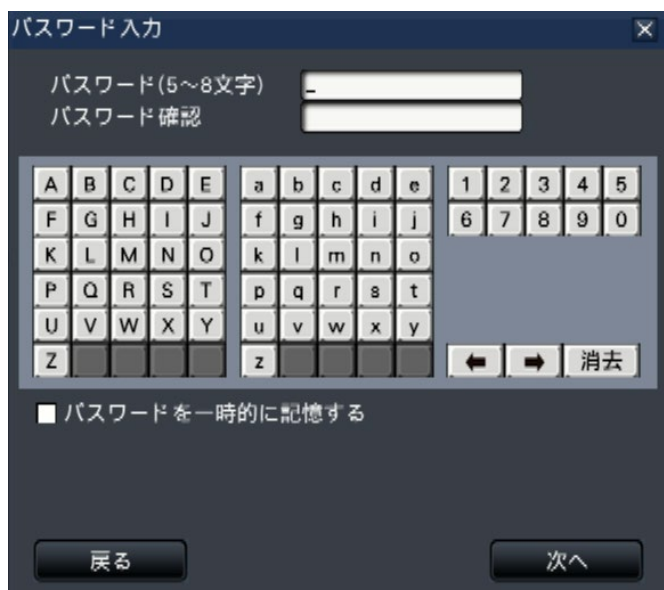 パスワード入力
パスワード(5～8文字)
パスワード確認
A B C D E a b c d e 1 2 3 4 5
F G H I J f g h i j 6 7 8 9 0
K L M N O k l m n o
P Q R S T p q r s t
U V W X Y u v w x y
Z z ← → 消去
パスワードを一時的に記憶する
戻る 次へ